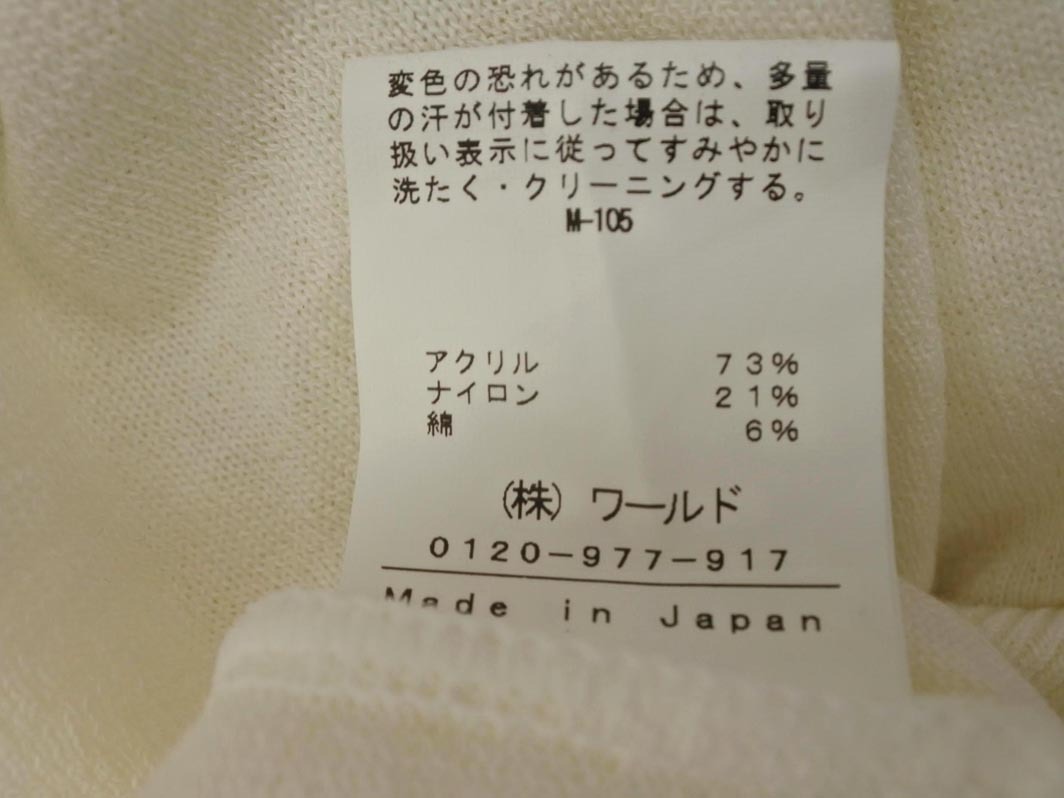 変色の恐れがあるため、多量
の汗が付着した場合は、取り
扱い表示に従ってすみやかに
洗たく・クリーニングする。
M-105
アクリル 73%
ナイロン 21%
綿 6%
(株) ワールド
0120-977-917
Made in Japan